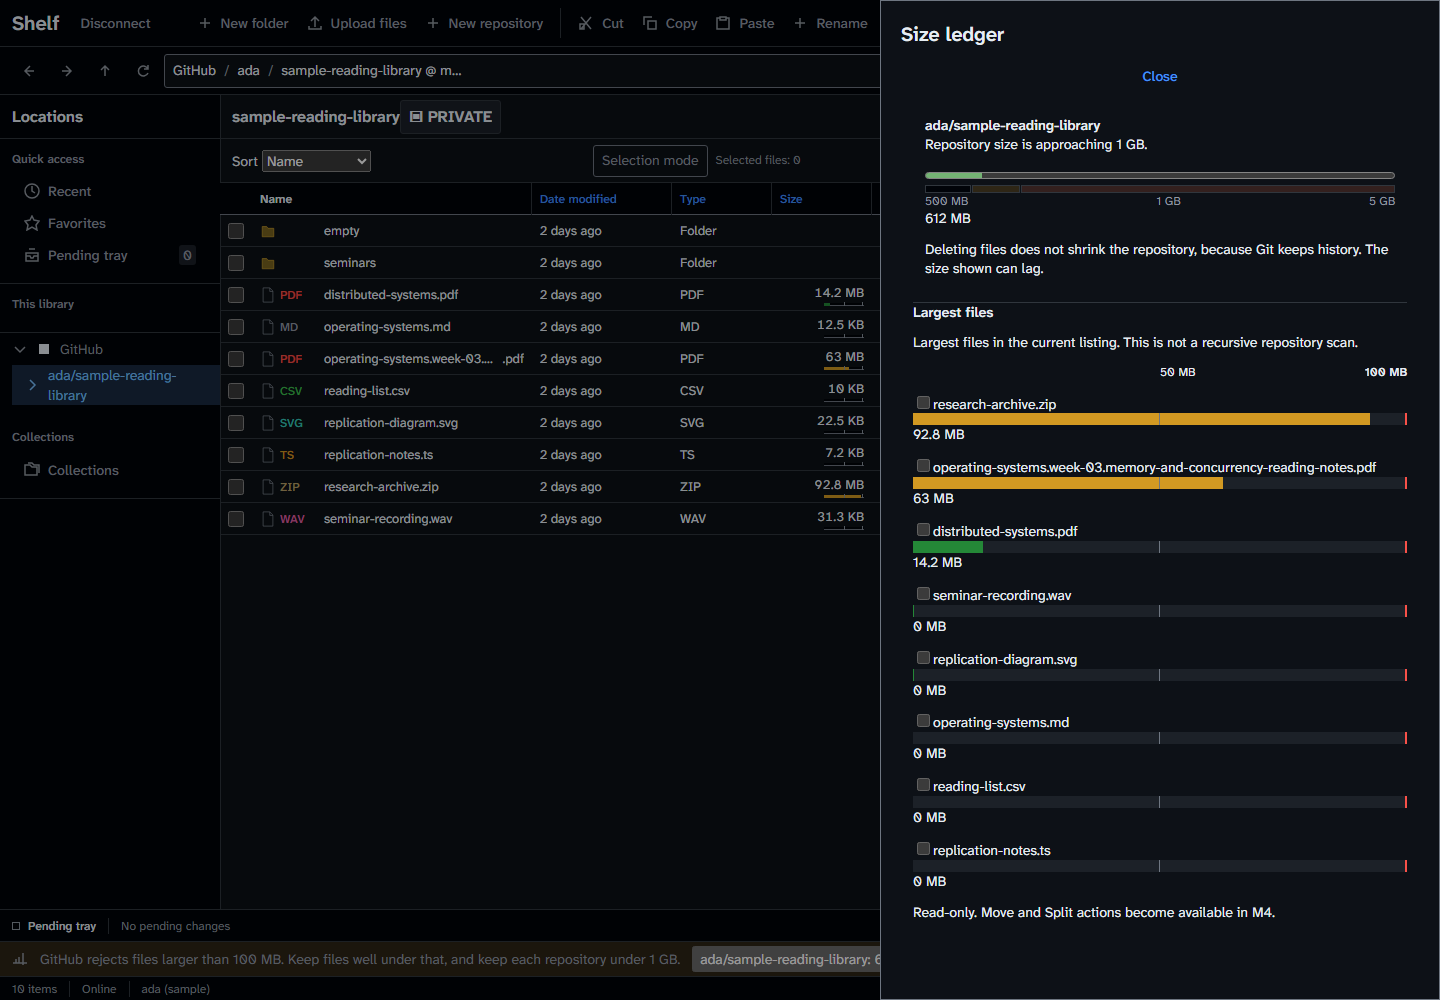 Shelf Disconnect New folder Upload files New repository Cut Copy Paste Rename
GitHub / ada / sample-reading-library @ m...
Locations
Quick access
Recent
Favorites
Pending tray 0
This library
GitHub
ada/sample-reading-
library
Collections
Collections
sample-reading-library PRIVATE
Sort Name Selection mode Selected files: 0
Name Date modified Type Size
empty 2 days ago Folder
seminars 2 days ago Folder
PDF distributed-systems.pdf 2 days ago PDF 14.2 MB
MD operating-systems.md 2 days ago MD 12.5 KB
PDF operating-systems.week-03.... .pdf 2 days ago PDF 63 MB
CSV reading-list.csv 2 days ago CSV 10 KB
SVG replication-diagram.svg 2 days ago SVG 22.5 KB
TS replication-notes.ts 2 days ago TS 7.2 KB
ZIP research-archive.zip 2 days ago ZIP 92.8 MB
WAV seminar-recording.wav 2 days ago WAV 31.3 KB
Pending tray No pending changes
GitHub rejects files larger than 100 MB. Keep files well under that, and keep each repository under 1 GB. ada/sample-reading-library: 6
10 items Online ada (sample)
Size ledger
Close
ada/sample-reading-library
Repository size is approaching 1 GB.
500 MB 1 GB 5 GB
612 MB
Deleting files does not shrink the repository, because Git keeps history. The
size shown can lag.
Largest files
Largest files in the current listing. This is not a recursive repository scan.
50 MB 100 MB
research-archive.zip
92.8 MB
operating-systems.week-03.memory-and-concurrency-reading-notes.pdf
63 MB
distributed-systems.pdf
14.2 MB
seminar-recording.wav
0 MB
replication-diagram.svg
0 MB
operating-systems.md
0 MB
reading-list.csv
0 MB
replication-notes.ts
0 MB
Read-only. Move and Split actions become available in M4.